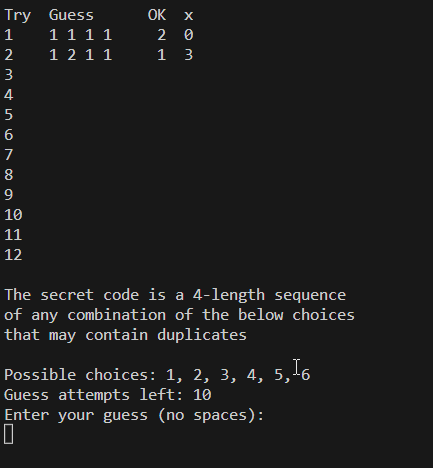 Try  Guess      OK  x
1    1 1 1 1     2  0
2    1 2 1 1     1  3
3
4
5
6
7
8
9
10
11
12
The secret code is a 4-length sequence
of any combination of the below choices
that may contain duplicates
Possible choices: 1, 2, 3, 4, 5, 6
Guess attempts left: 10
Enter your guess (no spaces):